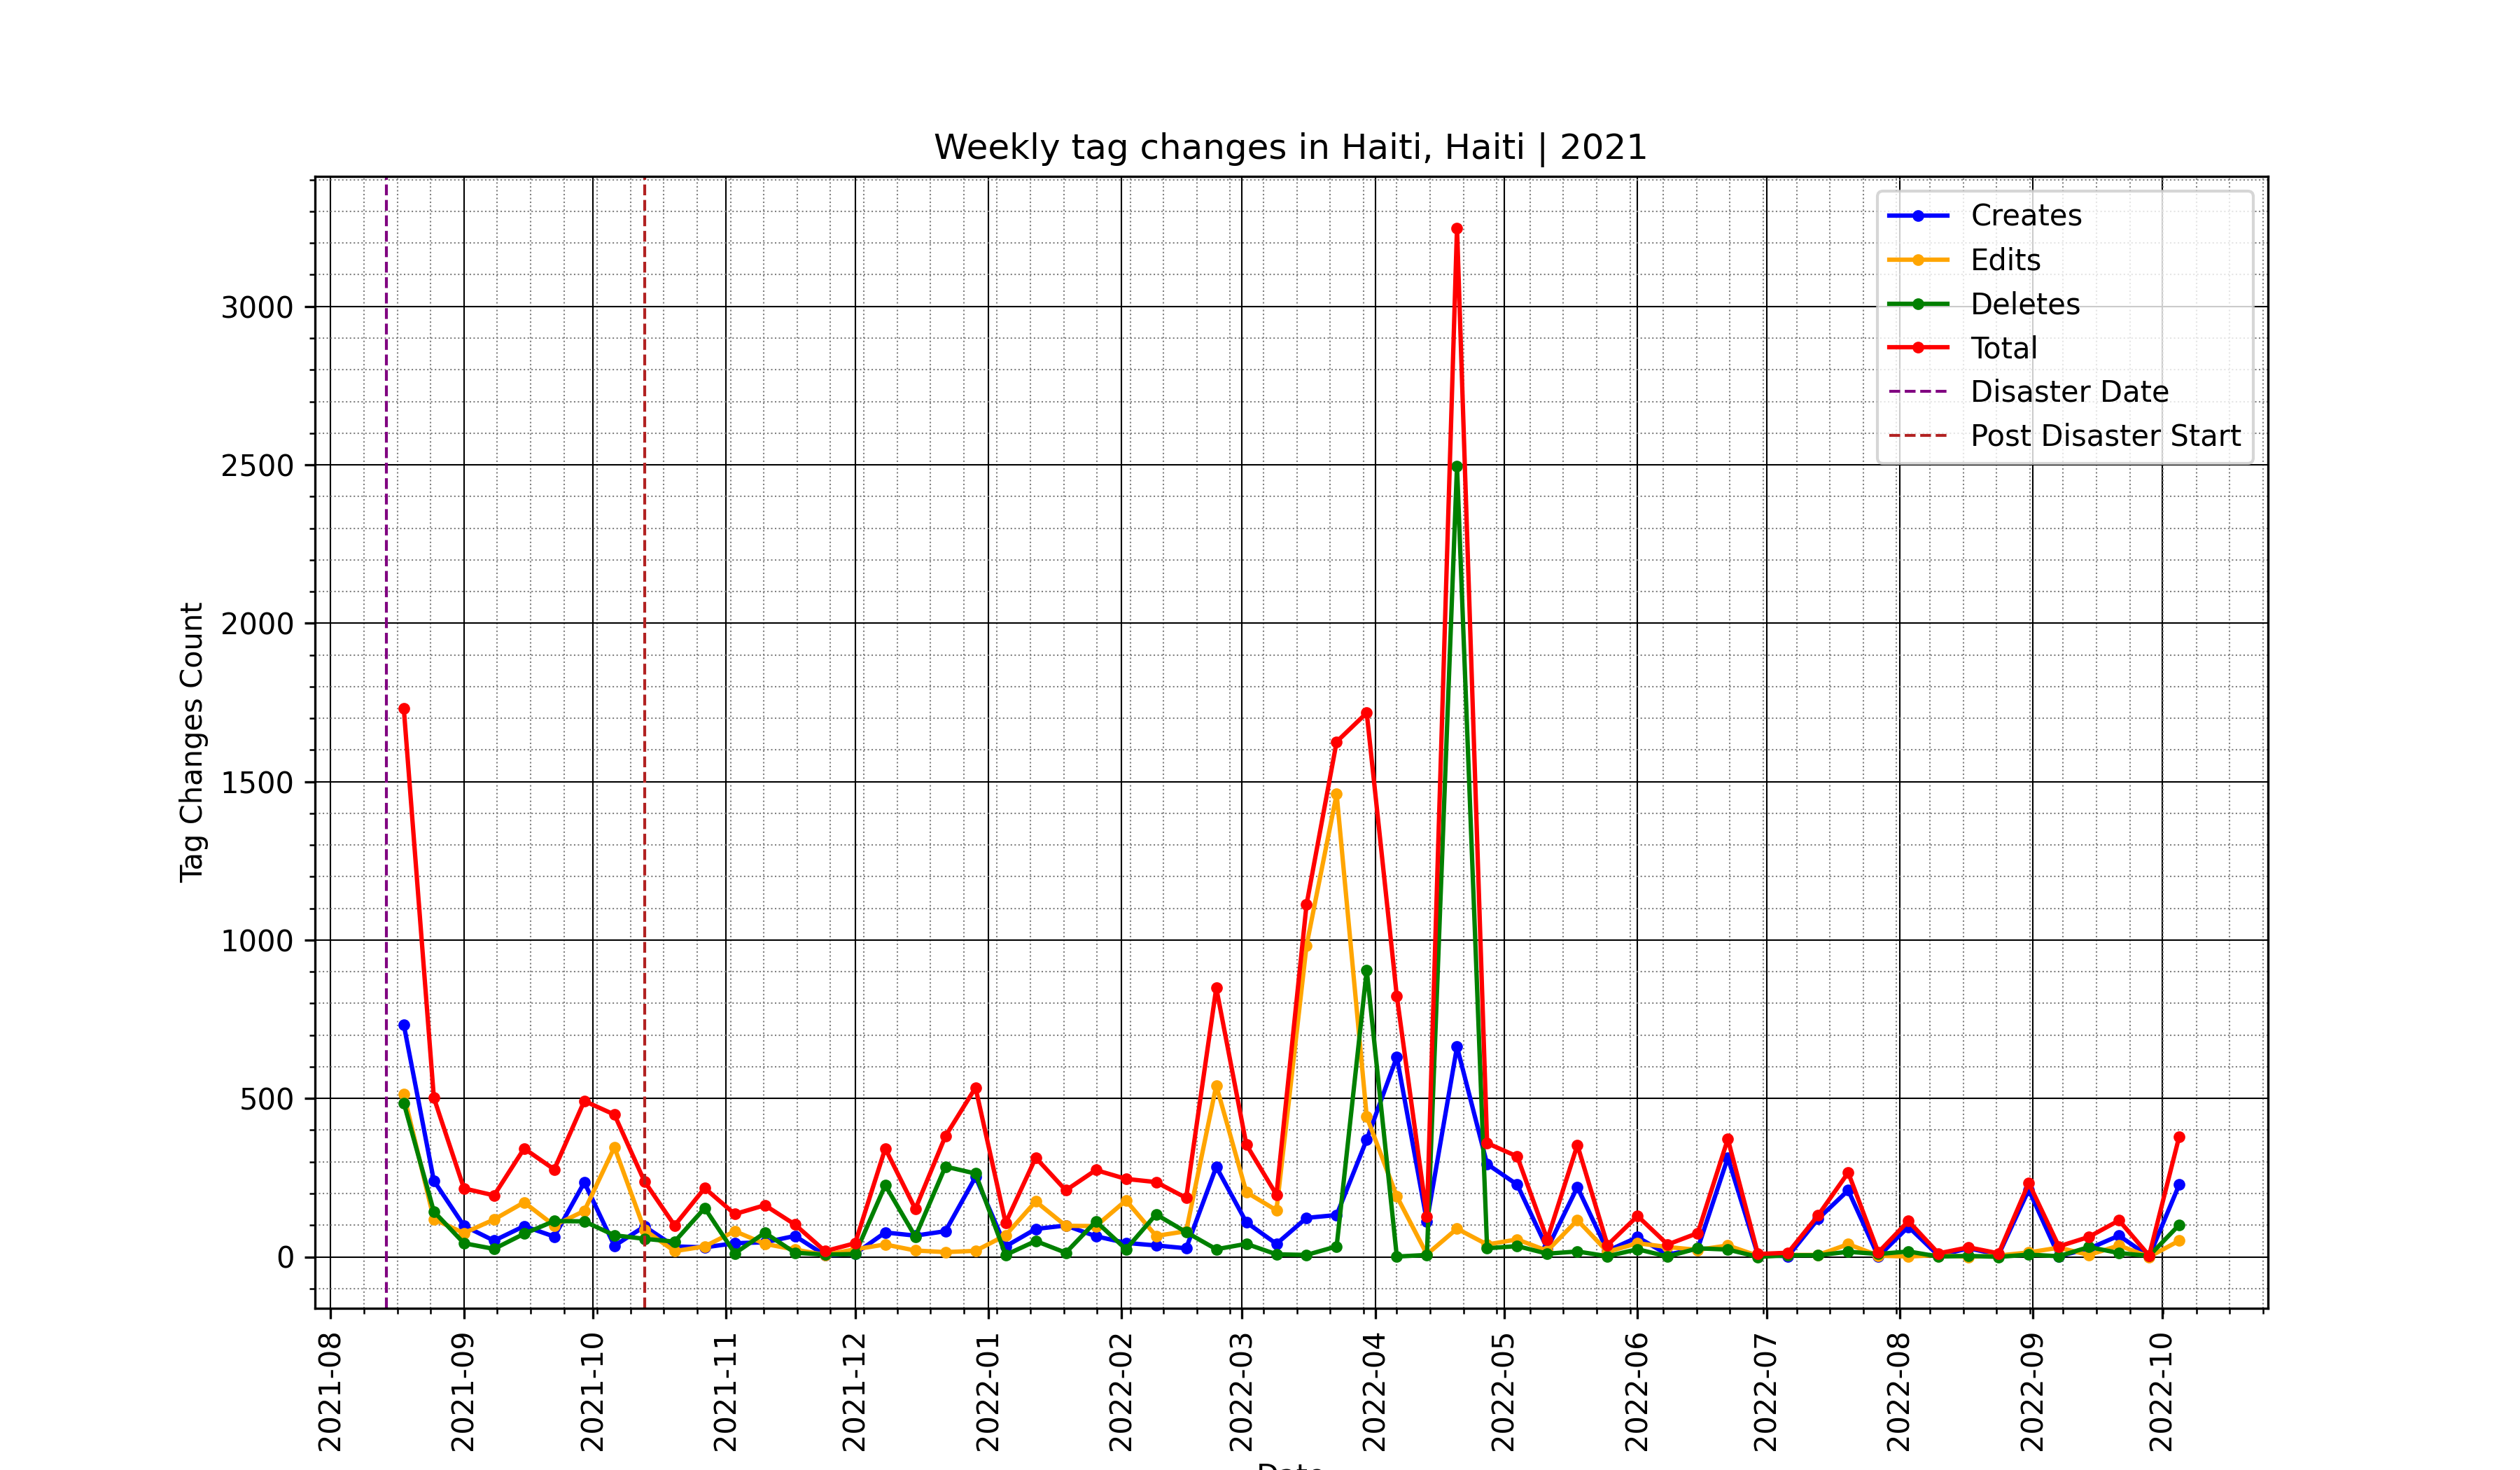 Weekly tag changes in Haiti, Haiti | 2021
Creates
Edits
Deletes
Total
Disaster Date
Post Disaster Start
Tag Changes Count
3000
2500
2000
1500
1000
500
0
2021-08
2021-09
2021-10
2021-11
2021-12
2022-01
2022-02
2022-03
2022-04
2022-05
2022-06
2022-07
2022-08
2022-09
2022-10
Date